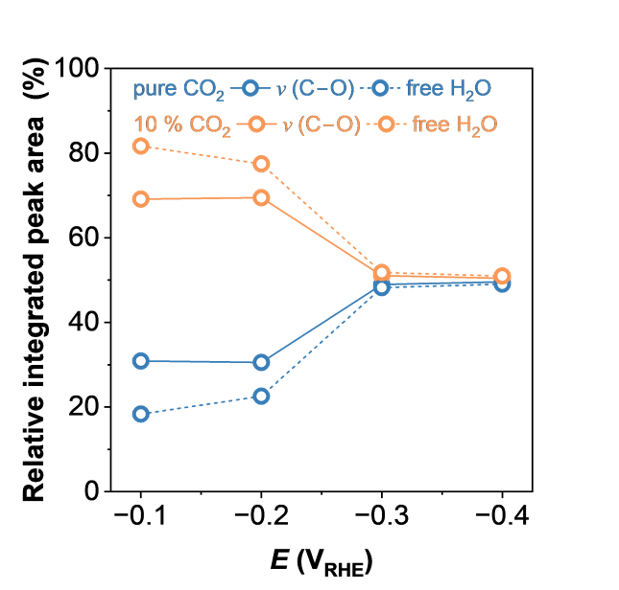 Relative integrated peak area (%)
100
80
60
40
20
0
pure CO₂ ν (C−O) free H₂O
10 % CO₂ ν (C−O) free H₂O
−0.1 −0.2 −0.3 −0.4
E (V_RHE)